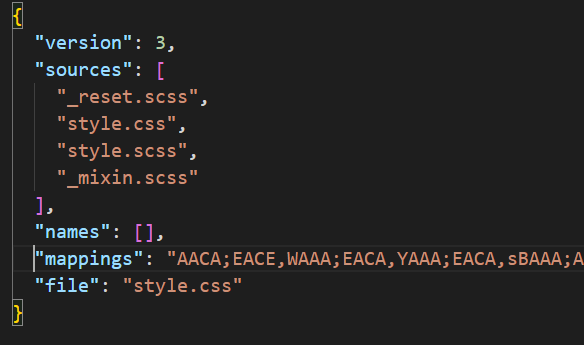 {
"version": 3,
"sources": [
"_reset.scss",
"style.css",
"style.scss",
"_mixin.scss"
],
"names": [],
"mappings": "AACA;EACE,WAAA;EACA,YAAA;EACA,sBAAA;A
"file": "style.css"
}